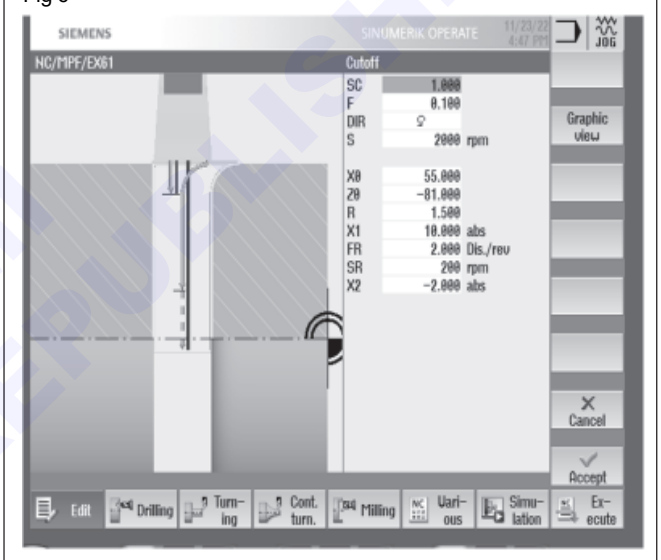 Fig
SIEMENS
SINUMERIK OPERATE
11/23/22
4:47 PM
JOG
NC/MPF/EX61
Cutoff
SC 1.000
F 0.100
DIR
S 2000 rpm
X0 55.000
Z0 -81.000
R 1.500
X1 10.000 abs
FR 2.000 Dis./rev
SR 200 rpm
X2 -2.000 abs
Graphic
view
Cancel
Accept
Edit
Drilling
Turn-
ing
Cont.
turn.
Milling
NC
Vari-
ous
Simu-
lation
Ex-
ecute